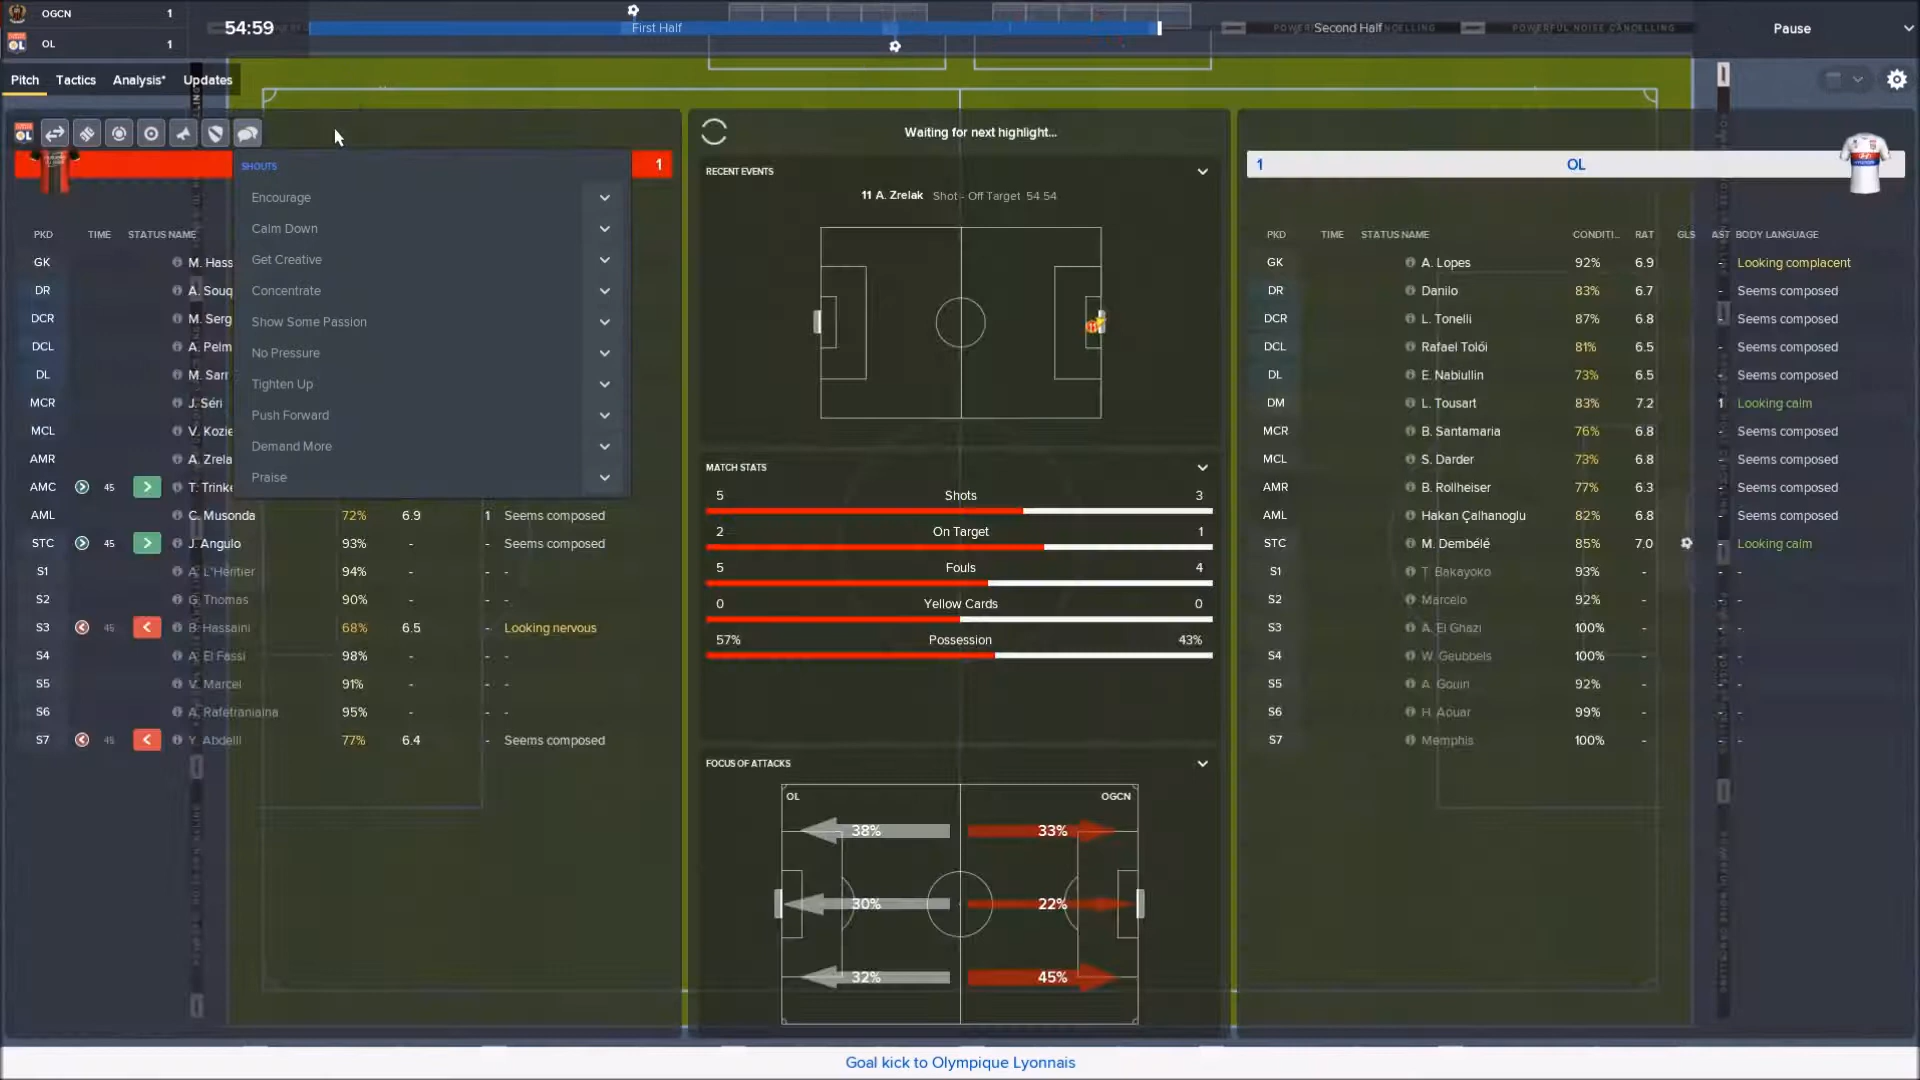 OGCN 1
54:59 First Half Second Half Pause
POWERFUL NOISE CANCELLING
OL 1
Pitch Tactics Analysis* Updates
Waiting for next highlight...
SHOUTS
Encourage
Calm Down
Get Creative
Concentrate
Show Some Passion
No Pressure
Tighten Up
Push Forward
Demand More
Praise
1
PKD TIME STATUS NAME
GK M. Hass
DR A. Souq
DCR M. Serg
DCL A. Pelm
DL M. Sarr
MCR J. Séri
MCL V. Kozie
AMR A. Zrela
AMC 45 T. Trinke
AML C. Musonda 72% 6.9 1 Seems composed
STC 45 J. Angulo 93% - - Seems composed
S1 A. L'Heritier 94% - - -
S2 G. Thomas 90% - - -
S3 45 B. Hassaini 68% 6.5 - Looking nervous
S4 A. El Fassi 98% - - -
S5 V. Marcel 91% - - -
S6 A. Rafetraniaina 95% - - -
S7 45 Y. Abdelli 77% 6.4 - Seems composed
RECENT EVENTS
11 A. Zrelak Shot - Off Target 54:54
MATCH STATS
5 Shots 3
2 On Target 1
5 Fouls 4
0 Yellow Cards 0
57% Possession 43%
FOCUS OF ATTACKS
OL OGCN
38% 33%
30% 22%
32% 45%
1 OL
PKD TIME STATUS NAME CONDITI... RAT GLS AST BODY LANGUAGE
GK A. Lopes 92% 6.9 - Looking complacent
DR Danilo 83% 6.7 - Seems composed
DCR L. Tonelli 87% 6.8 - Seems composed
DCL Rafael Tolói 81% 6.5 - Seems composed
DL E. Nabiullin 73% 6.5 - Seems composed
DM L. Tousart 83% 7.2 1 Looking calm
MCR B. Santamaria 76% 6.8 - Seems composed
MCL S. Darder 73% 6.8 - Seems composed
AMR B. Rollheiser 77% 6.3 - Seems composed
AML Hakan Çalhanoglu 82% 6.8 - Seems composed
STC M. Dembélé 85% 7.0 - Looking calm
S1 T. Bakayoko 93% - - -
S2 Marcelo 92% - - -
S3 A. El Ghazi 100% - - -
S4 W. Geubbels 100% - - -
S5 A. Gouiri 92% - - -
S6 H. Aouar 99% - - -
S7 Memphis 100% - - -
Goal kick to Olympique Lyonnais